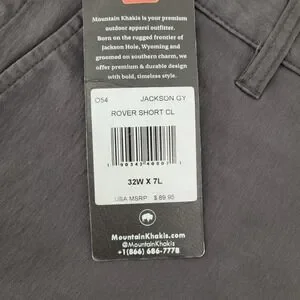 Mountain Khakis is your premium
outdoor apparel outfitter.
Born on the rugged frontier of
Jackson Hole, Wyoming and
groomed on southern charm, we
offer premium & durable design
with bold, timeless style.
O54 JACKSON GY
ROVER SHORT CL
32W X 7L
USA MSRP $ 89.95
MountainKhakis.com
@MountainKhakis
+1(866) 686-7778